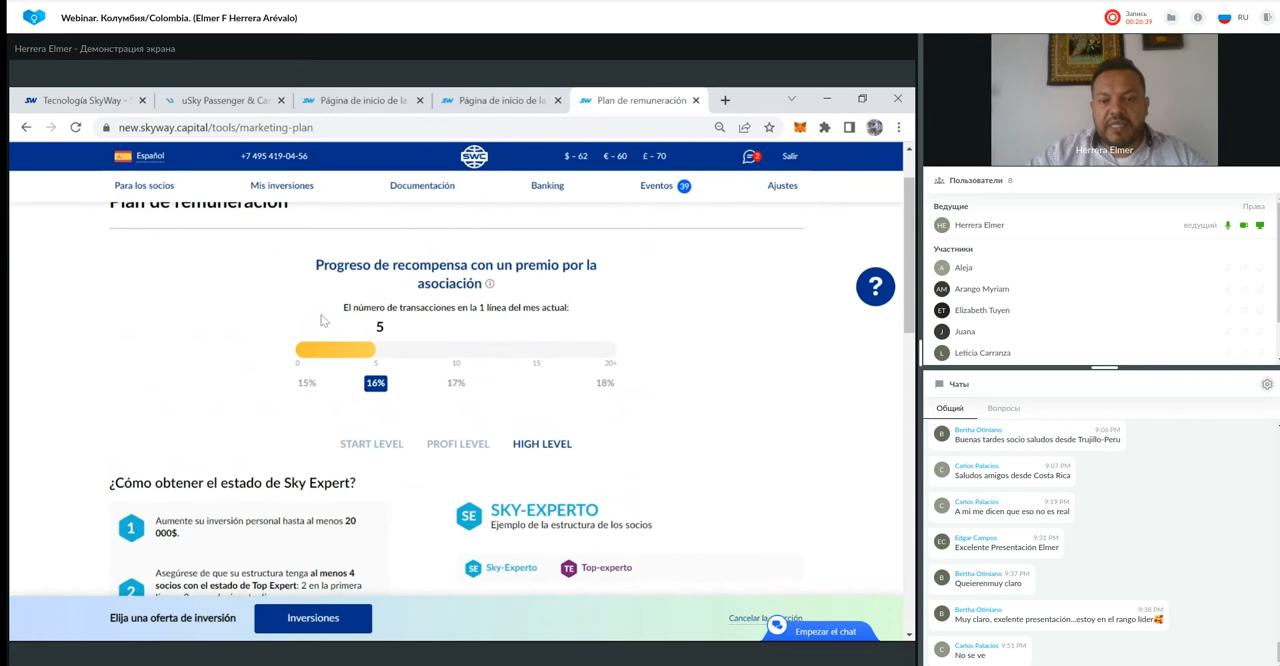 Webinar. Колумбия/Colombia. (Elmer F Herrera Arévalo)
Запись
00:26:39
RU
Herrera Elmer - Демонстрация экрана
Tecnología SkyWay -
uSky Passenger & Ca
Página de inicio de la
Página de inicio de la
Plan de remuneración
new.skyway.capital/tools/marketing-plan
Español
+7 495 419-04-56
SWC
$ – 62
€ – 60
£ – 70
2
Salir
Para los socios
Mis inversiones
Documentación
Banking
Eventos 39
Ajustes
Plan de remuneración
Progreso de recompensa con un premio por la
asociación
El número de transacciones en la 1 línea del mes actual:
5
0 5 10 15 20+
15% 16% 17% 18%
START LEVEL PROFI LEVEL HIGH LEVEL
¿Cómo obtener el estado de Sky Expert?
1
Aumente su inversión personal hasta al menos 20
000$.
2
Asegúrese de que su estructura tenga al menos 4
socios con el estado de Top Expert: 2 en la primera
SE
SKY-EXPERTO
Ejemplo de la estructura de los socios
SE Sky-Experto
TE Top-experto
?
Elija una oferta de inversión
Inversiones
Cancelar la
Empezar el chat
Herrera Elmer
Пользователи 8
Ведущие
Права
HE Herrera Elmer
ведущий
Участники
A Aleja
AM Arango Myriam
ET Elizabeth Tuyen
J Juana
L Leticia Carranza
Чаты
Общий
Вопросы
B Bertha Otiniano 9:06 PM
Buenas tardes socio saludos desde Trujillo-Peru
C Carlos Palacios 9:07 PM
Saludos amigos desde Costa Rica
C Carlos Palacios 9:19 PM
A mi me dicen que eso no es real
EC Edgar Campos 9:31 PM
Excelente Presentación Elmer
B Bertha Otiniano 9:37 PM
Queierenmuy claro
B Bertha Otiniano 9:38 PM
Muy claro, exelente presentación...estoy en el rango líder🥰
C Carlos Palacios 9:51 PM
No se ve